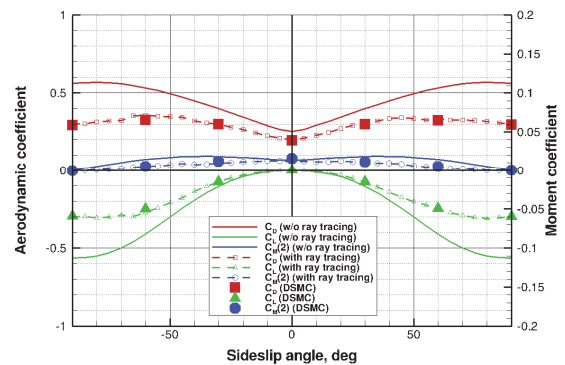 1
0.5
0
-0.5
-1
0.2
0.15
0.1
0.05
0
-0.05
-0.1
-0.15
-0.2
-50
0
50
Aerodynamic coefficient
Moment coefficient
Sideslip angle, deg
C_D (w/o ray tracing)
C_L (w/o ray tracing)
C_M(2) (w/o ray tracing)
C_D (with ray tracing)
C_L (with ray tracing)
C_M(2) (with ray tracing)
C_D (DSMC)
C_L (DSMC)
C_M(2) (DSMC)